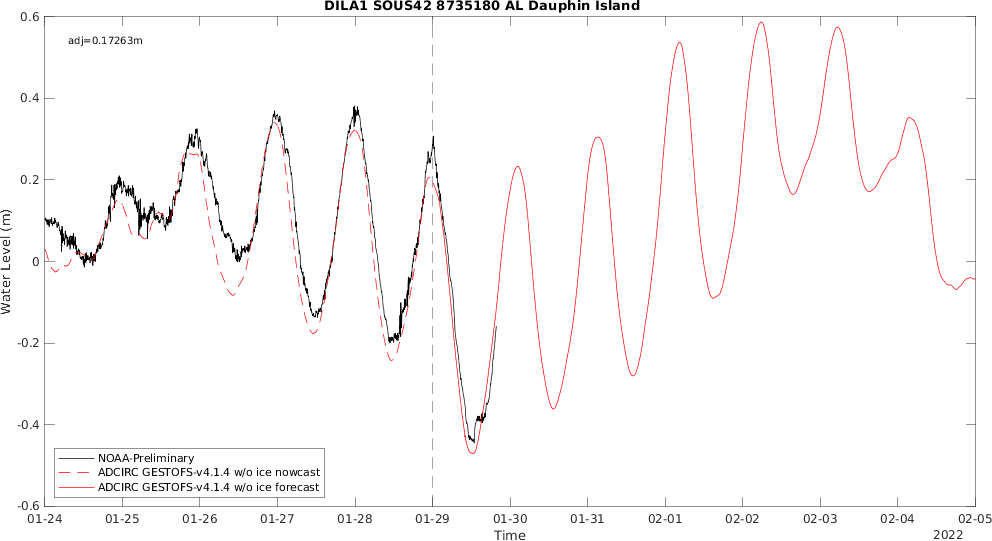 DILA1 SOUS42 8735180 AL Dauphin Island
adj=0.17263m
0.6
0.4
0.2
0
-0.2
-0.4
-0.6
Water Level (m)
NOAA-Preliminary
ADCIRC GESTOFS-v4.1.4 w/o ice nowcast
ADCIRC GESTOFS-v4.1.4 w/o ice forecast
01-24 01-25 01-26 01-27 01-28 01-29 01-30 01-31 02-01 02-02 02-03 02-04 02-05
Time
2022